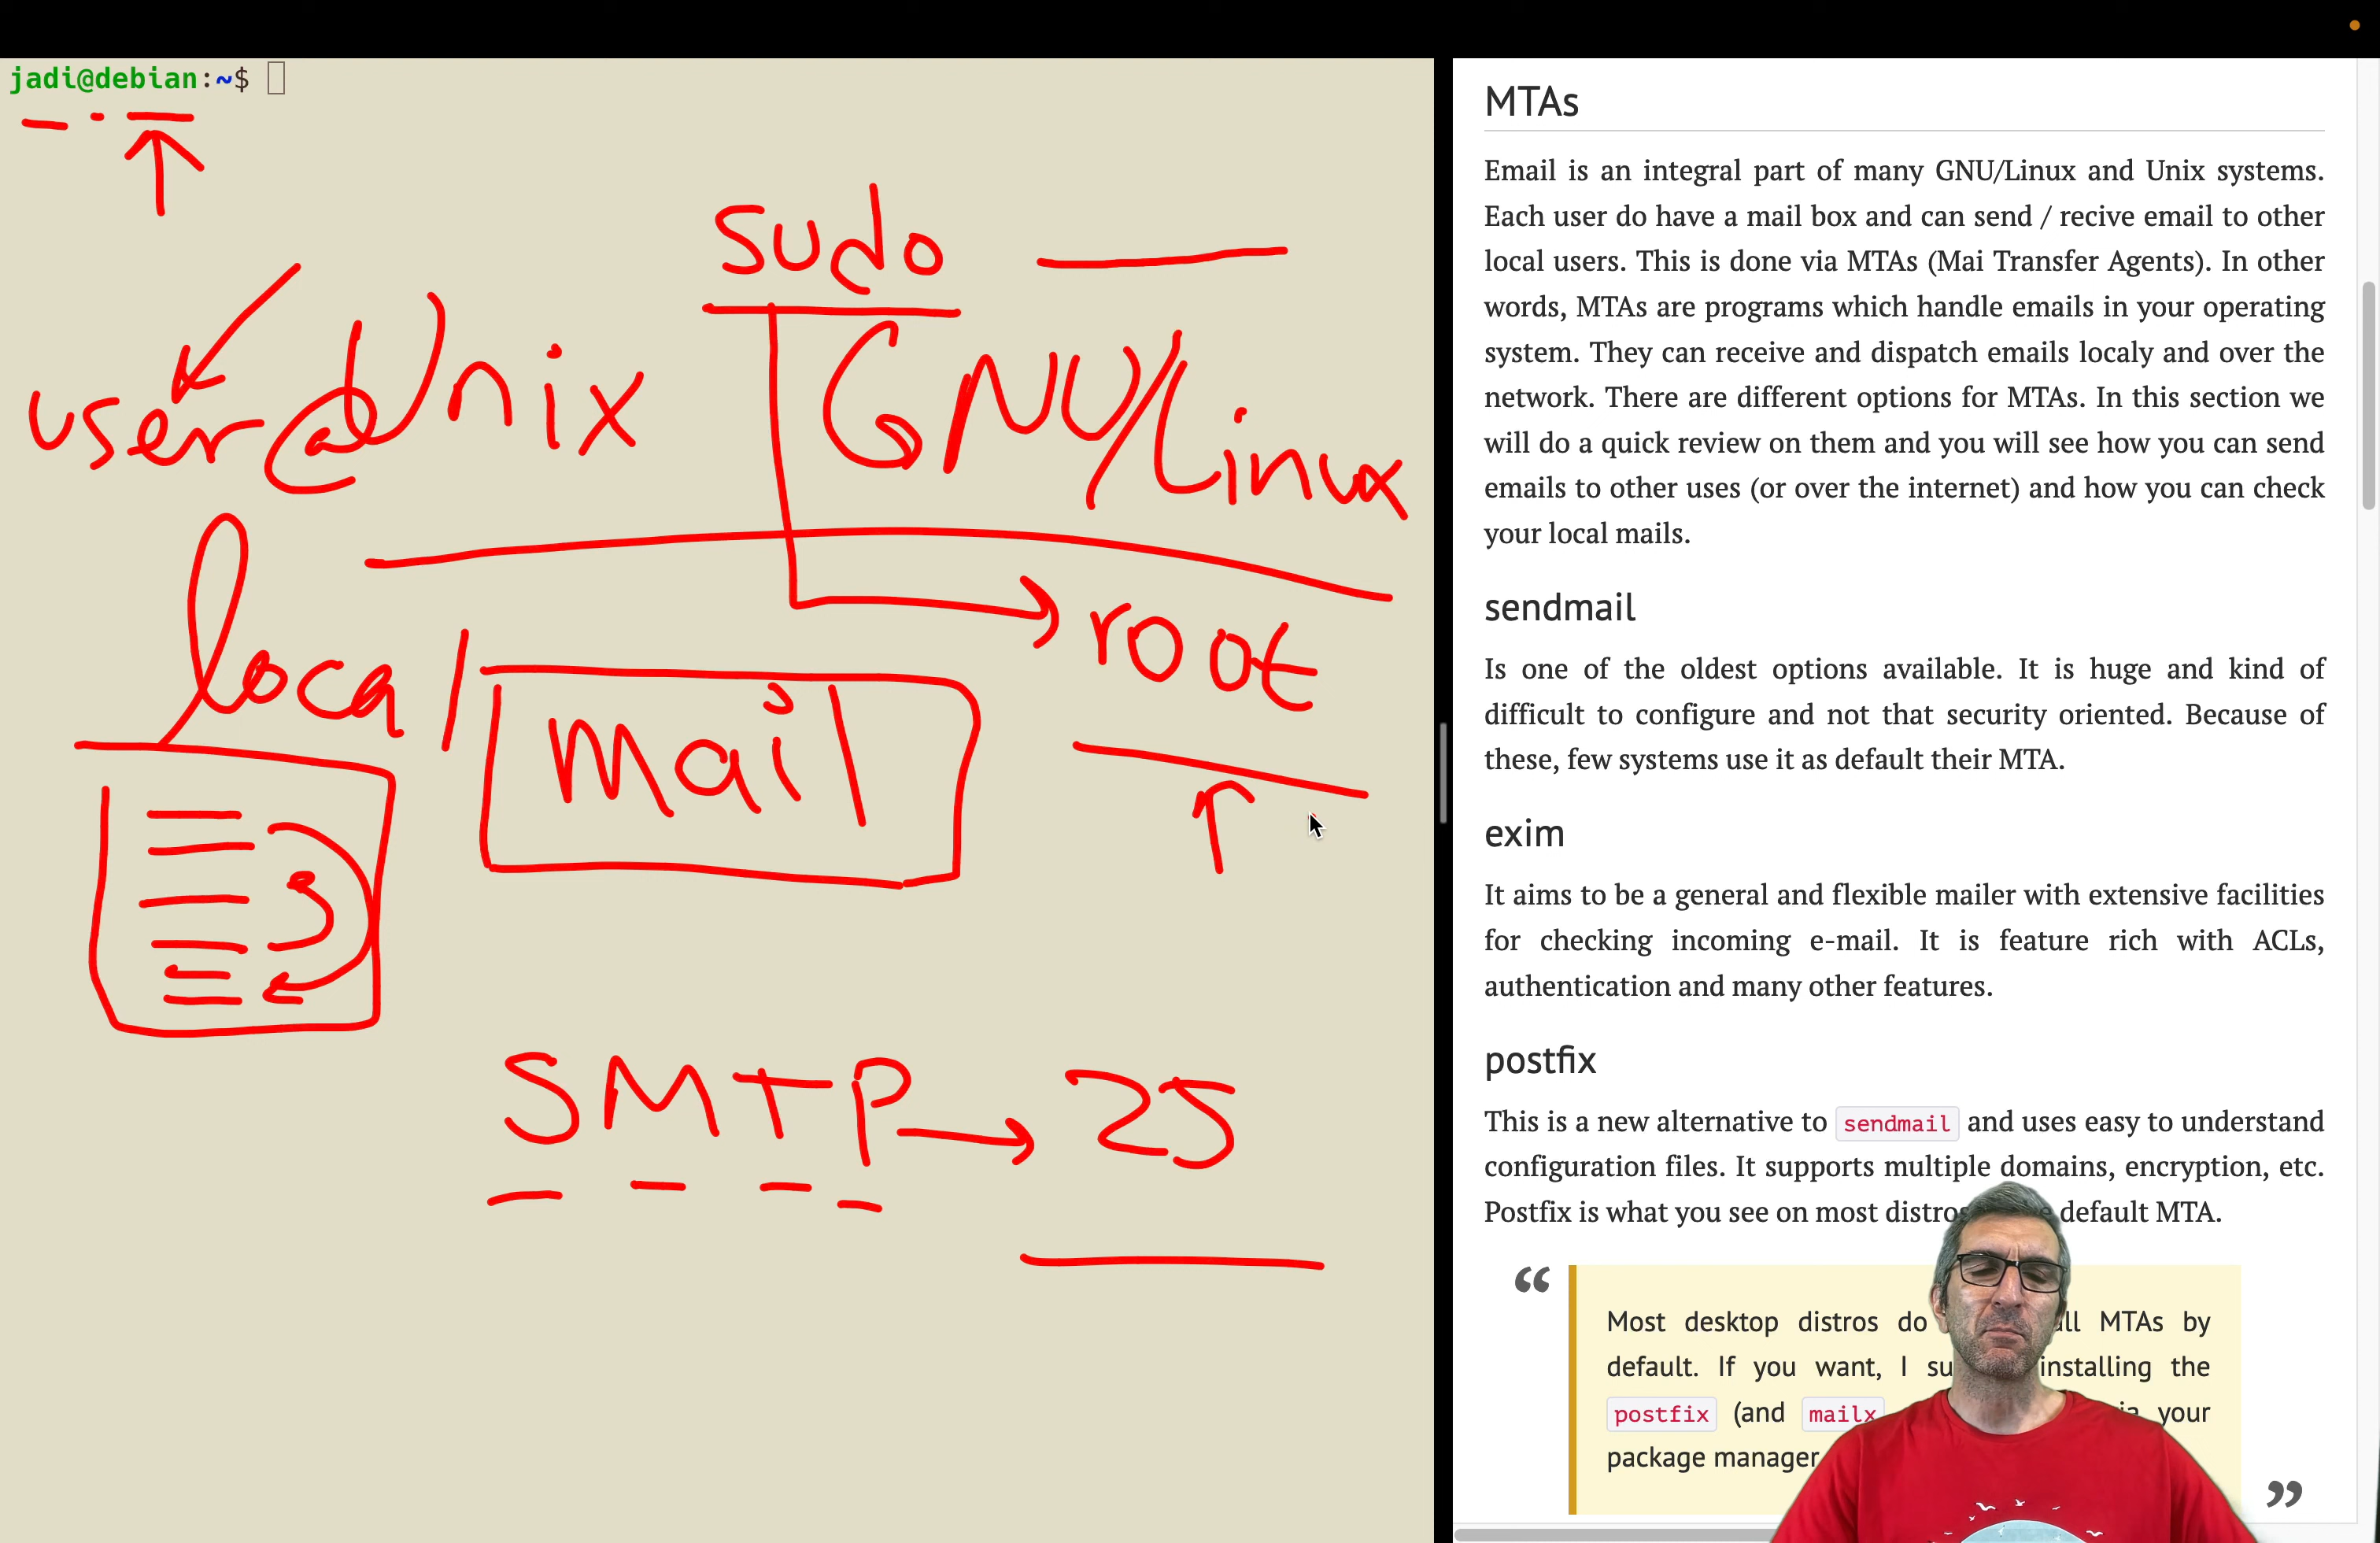 jadi@debian:~$
sudo
user@Unix GNU/Linux
local Mail root
SMTP → 25
MTAs
Email is an integral part of many GNU/Linux and Unix systems.
Each user do have a mail box and can send / recive email to other
local users. This is done via MTAs (Mai Transfer Agents). In other
words, MTAs are programs which handle emails in your operating
system. They can receive and dispatch emails localy and over the
network. There are different options for MTAs. In this section we
will do a quick review on them and you will see how you can send
emails to other uses (or over the internet) and how you can check
your local mails.
sendmail
Is one of the oldest options available. It is huge and kind of
difficult to configure and not that security oriented. Because of
these, few systems use it as default their MTA.
exim
It aims to be a general and flexible mailer with extensive facilities
for checking incoming e-mail. It is feature rich with ACLs,
authentication and many other features.
postfix
This is a new alternative to sendmail and uses easy to understand
configuration files. It supports multiple domains, encryption, etc.
Postfix is what you see on most distros default MTA.
“
Most desktop distros do MTAs by
default. If you want, I installing the
postfix (and mailx your
package manager
”